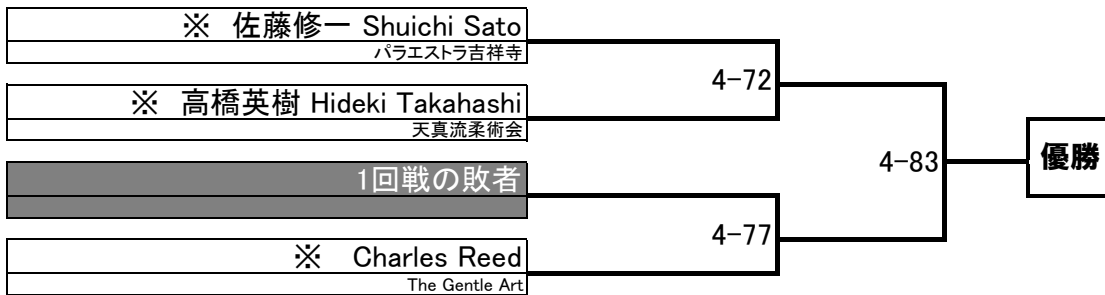 ※ 佐藤修一 Shuichi Sato
パラエストラ吉祥寺
4-72
※ 高橋英樹 Hideki Takahashi
天真流柔術会
4-83
優勝
1回戦の敗者
4-77
※ Charles Reed
The Gentle Art